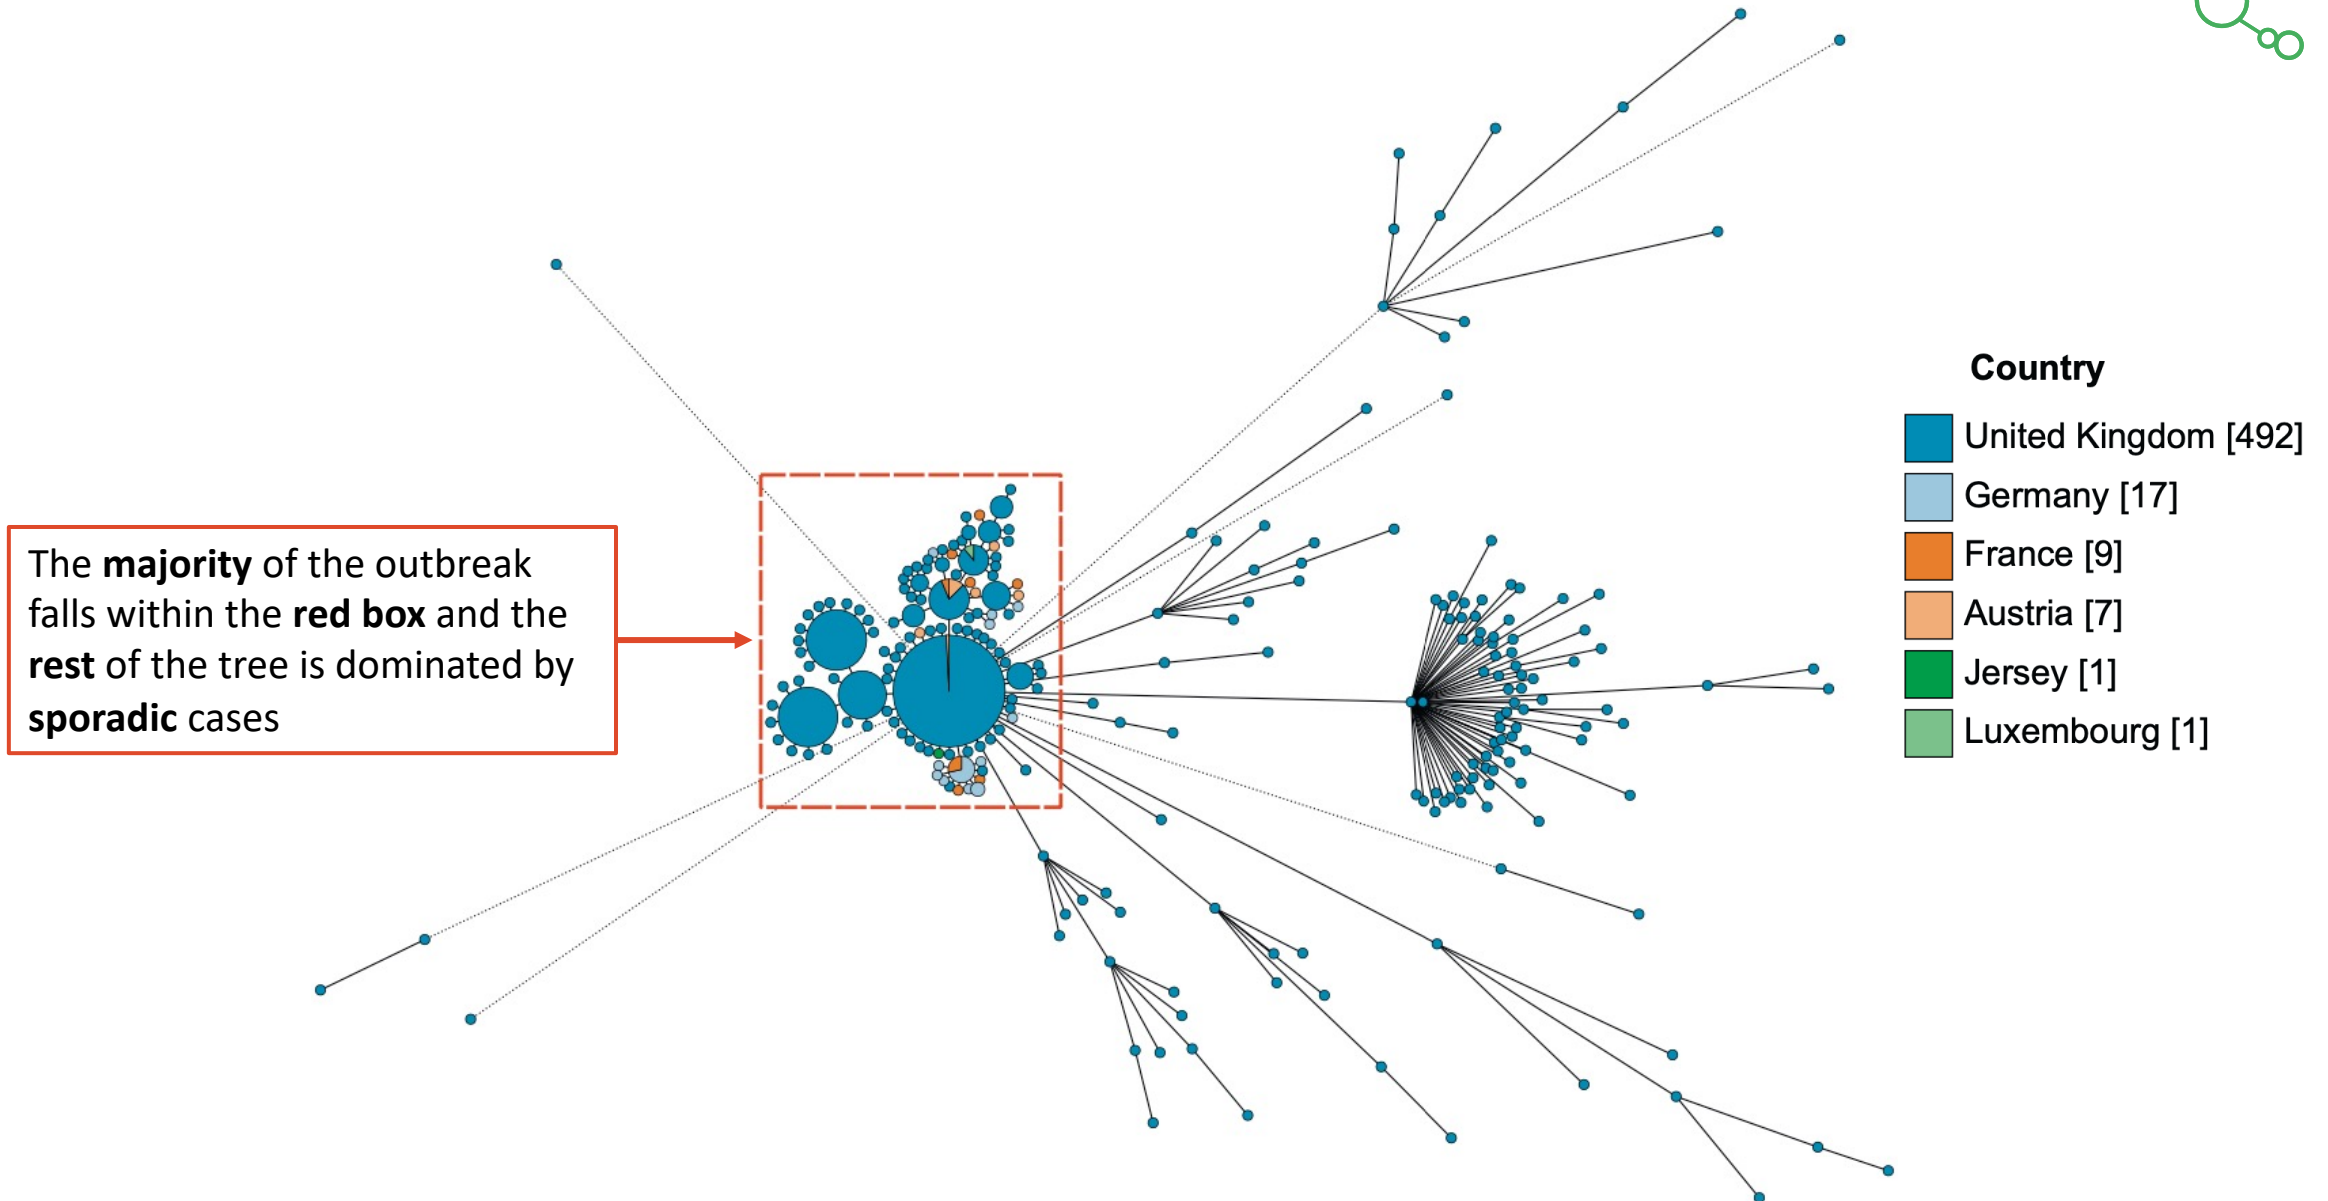 The majority of the outbreak
falls within the red box and the
rest of the tree is dominated by
sporadic cases
Country
United Kingdom [492]
Germany [17]
France [9]
Austria [7]
Jersey [1]
Luxembourg [1]